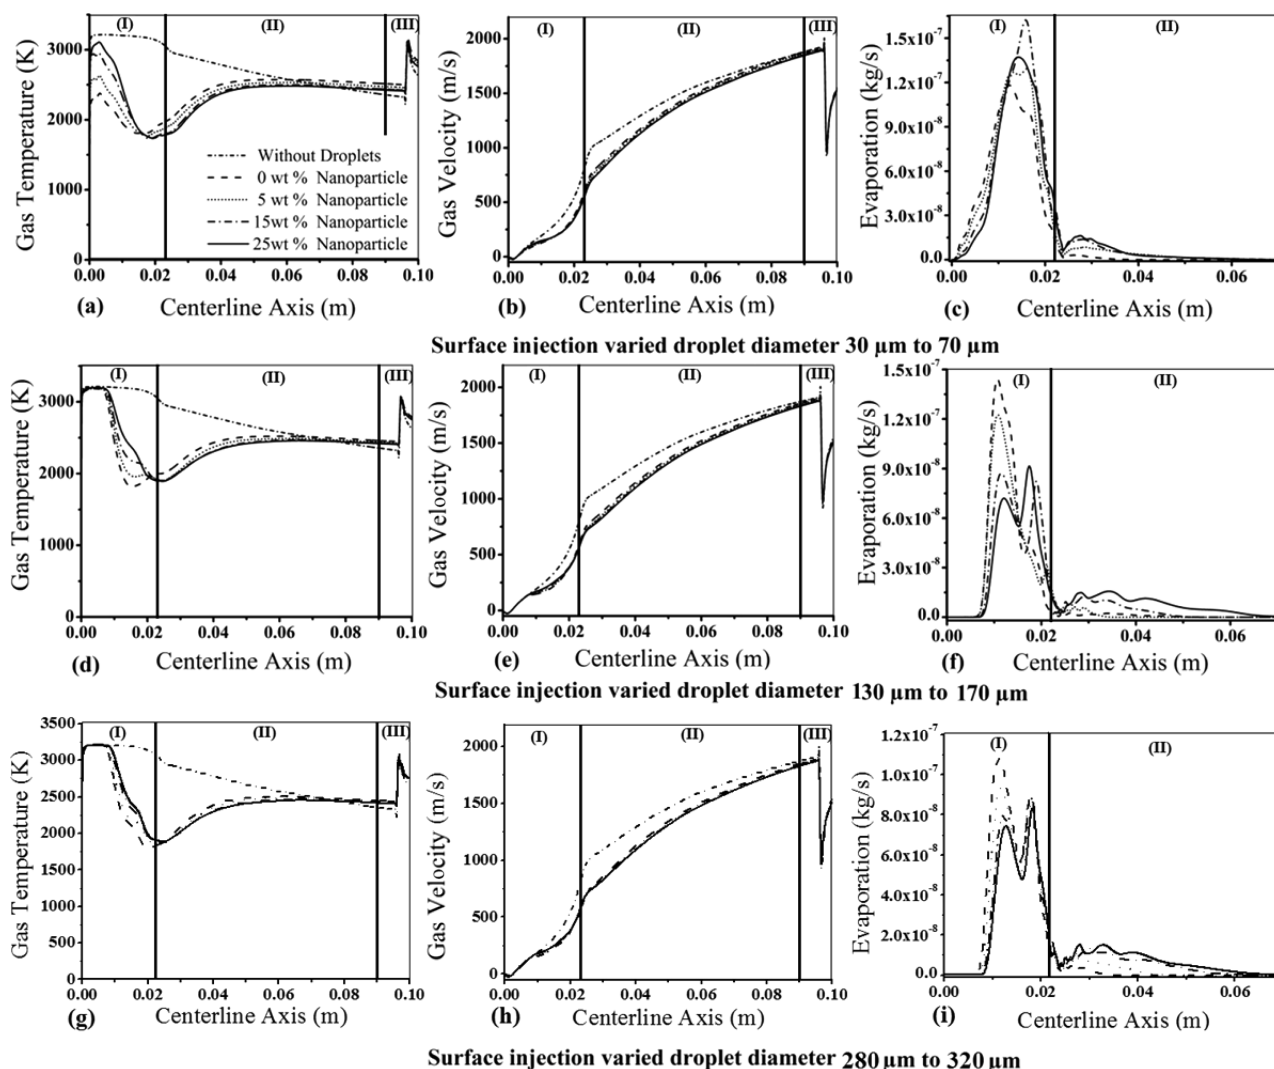 (I) (II) (III)
3000
2000
1000
0
Gas Temperature (K)
Without Droplets
0 wt % Nanoparticle
5 wt % Nanoparticle
15wt % Nanoparticle
25wt % Nanoparticle
0.00 0.02 0.04 0.06 0.08 0.10
(a) Centerline Axis (m)
(I) (II) (III)
2000
1500
1000
500
0
Gas Velocity (m/s)
0.00 0.02 0.04 0.06 0.08 0.10
(b) Centerline Axis (m)
(I) (II)
1.5x10-7
1.2x10-7
9.0x10-8
6.0x10-8
3.0x10-8
0.0
Evaporation (kg/s)
0.00 0.02 0.04 0.06
(c) Centerline Axis (m)
Surface injection varied droplet diameter 30 µm to 70 µm
(I) (II) (III)
3000
2000
1000
0
Gas Temperature (K)
0.00 0.02 0.04 0.06 0.08 0.10
(d) Centerline Axis (m)
(I) (II) (III)
2000
1500
1000
500
0
Gas Velocity (m/s)
0.00 0.02 0.04 0.06 0.08 0.10
(e) Centerline Axis (m)
(I) (II)
1.5x10-7
1.2x10-7
9.0x10-8
6.0x10-8
3.0x10-8
0.0
Evaporation (kg/s)
0.00 0.02 0.04 0.06
(f) Centerline Axis (m)
Surface injection varied droplet diameter 130 µm to 170 µm
(I) (II) (III)
3500
3000
2500
2000
1500
1000
500
0
Gas Temperature (K)
0.00 0.02 0.04 0.06 0.08 0.10
(g) Centerline Axis (m)
(I) (II) (III)
2000
1500
1000
500
0
Gas Velocity (m/s)
0.00 0.02 0.04 0.06 0.08 0.10
(h) Centerline Axis (m)
(I) (II)
1.2x10-7
1.0x10-7
8.0x10-8
6.0x10-8
4.0x10-8
2.0x10-8
0.0
Evaporation (kg/s)
0.00 0.02 0.04 0.06
(i) Centerline Axis (m)
Surface injection varied droplet diameter 280 µm to 320 µm